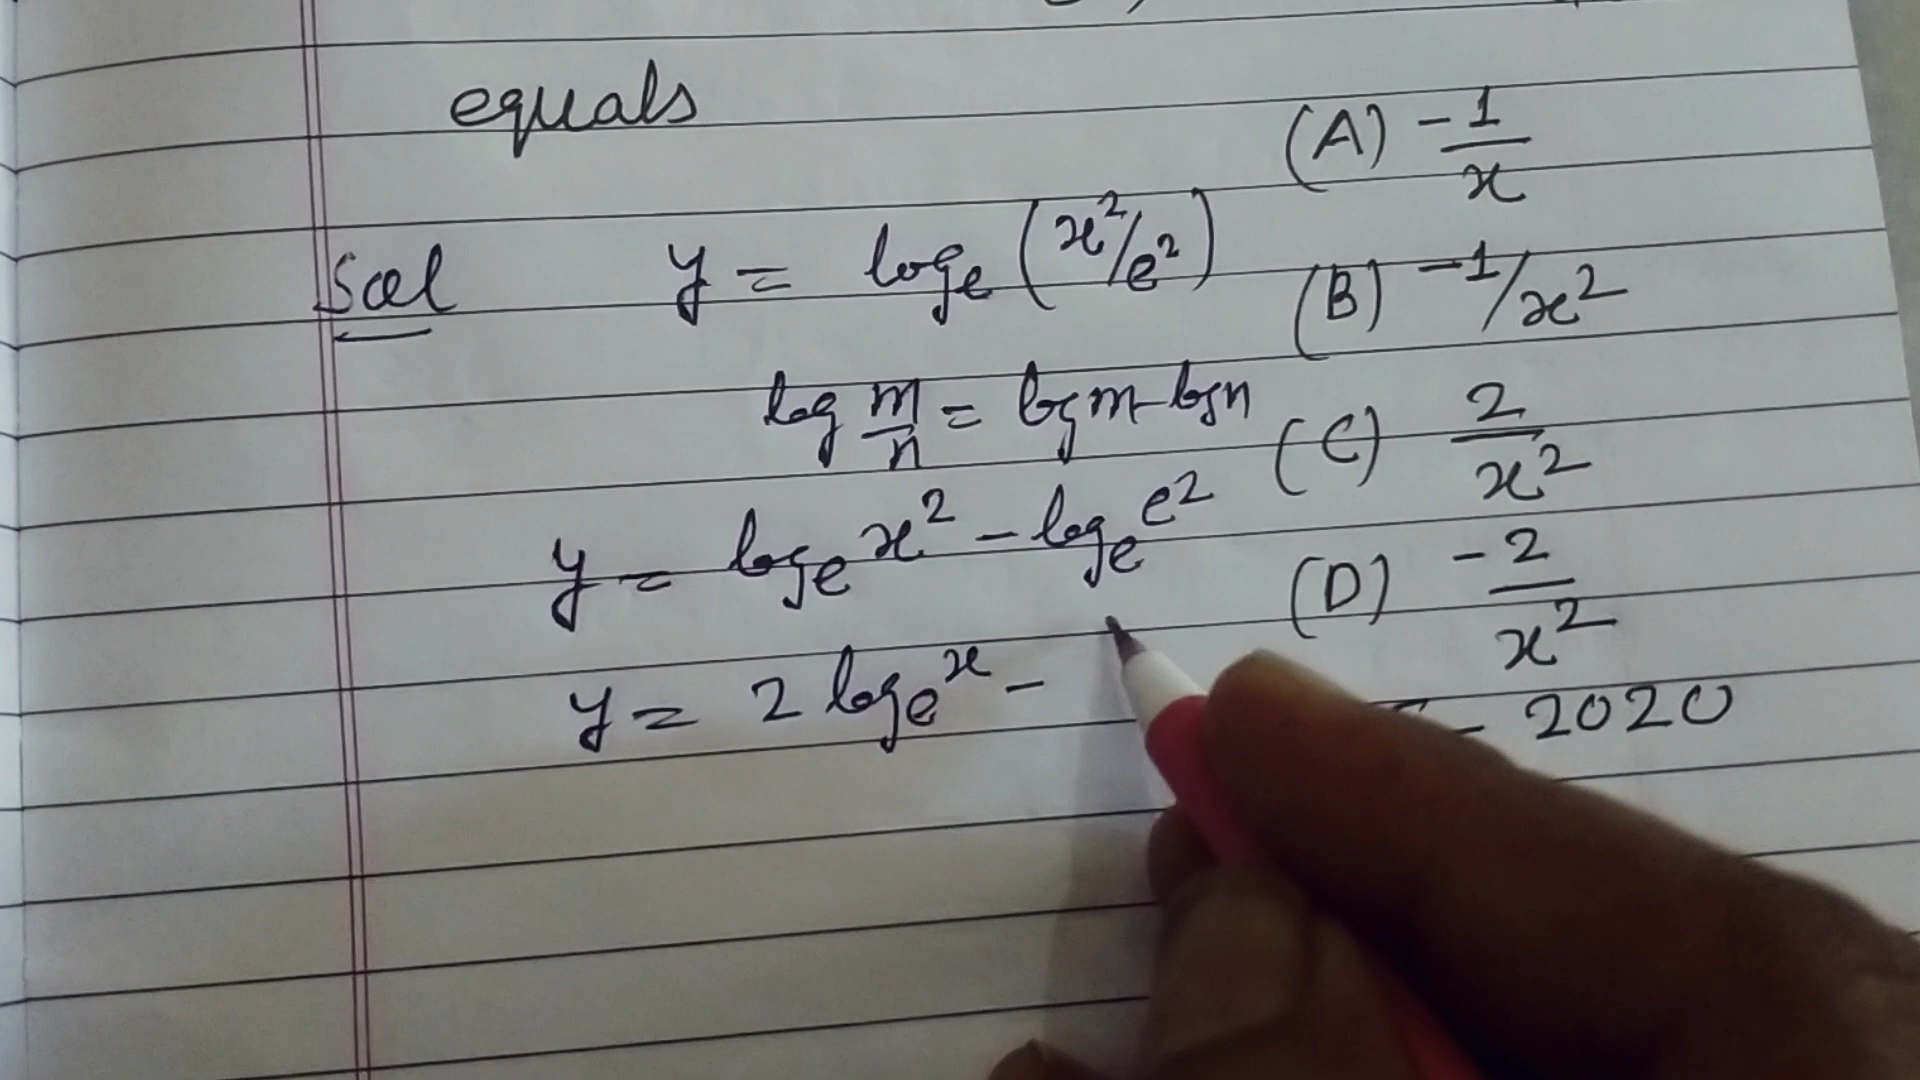 equals
(A) -1/x
Sol y = logₑ (x²/e²)
(B) -1/x²
log m/n = log m - log n
(C) 2/x²
y = logₑ x² - logₑ e²
(D) -2/x²
y = 2 logₑ x -
- 2020